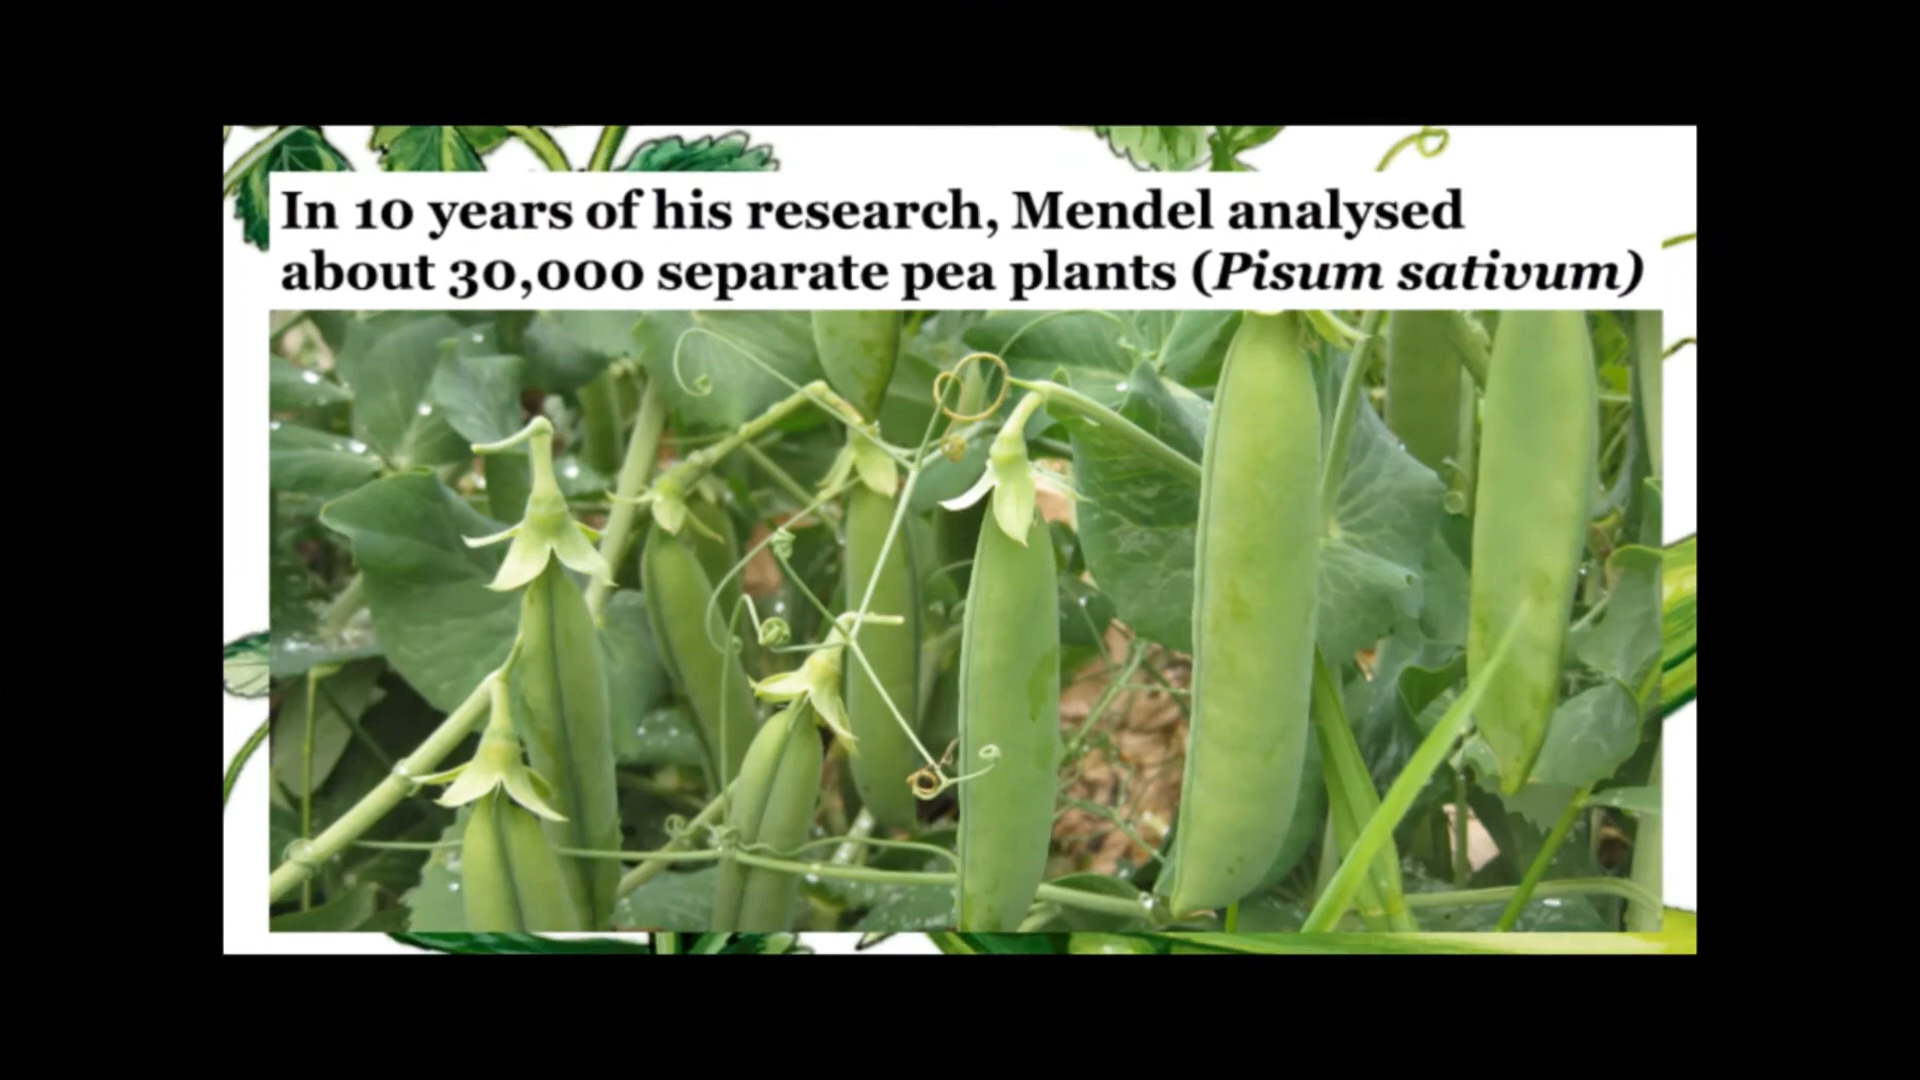 In 10 years of his research, Mendel analysed
about 30,000 separate pea plants (Pisum sativum)